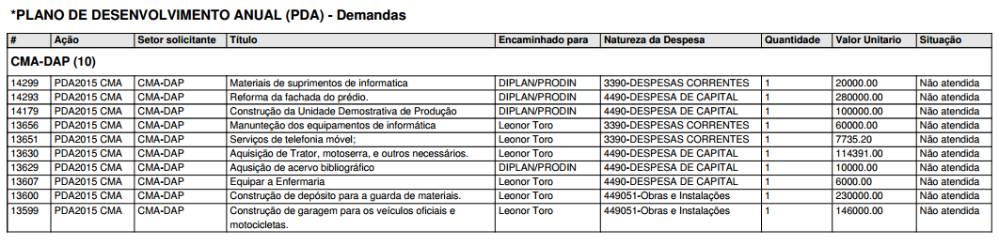 *PLANO DE DESENVOLVIMENTO ANUAL (PDA) - Demandas
# Ação Setor solicitante Título Encaminhado para Natureza da Despesa Quantidade Valor Unitario Situação
CMA-DAP (10)
14299 PDA2015 CMA CMA-DAP Materiais de suprimentos de informatica DIPLAN/PRODIN 3390-DESPESAS CORRENTES 1 20000.00 Não atendida
14293 PDA2015 CMA CMA-DAP Reforma da fachada do prédio. DIPLAN/PRODIN 4490-DESPESA DE CAPITAL 1 280000.00 Não atendida
14179 PDA2015 CMA CMA-DAP Construção da Unidade Demostrativa de Produção DIPLAN/PRODIN 4490-DESPESA DE CAPITAL 1 100000.00 Não atendida
13656 PDA2015 CMA CMA-DAP Manunteção dos equipamentos de informática Leonor Toro 3390-DESPESAS CORRENTES 1 60000.00 Não atendida
13651 PDA2015 CMA CMA-DAP Serviços de telefonia móvel; Leonor Toro 3390-DESPESAS CORRENTES 1 7735.20 Não atendida
13630 PDA2015 CMA CMA-DAP Aquisição de Trator, motoserra, e outros necessários. Leonor Toro 4490-DESPESA DE CAPITAL 1 114391.00 Não atendida
13629 PDA2015 CMA CMA-DAP Aqusição de acervo bibliográfico DIPLAN/PRODIN 4490-DESPESA DE CAPITAL 1 10000.00 Não atendida
13607 PDA2015 CMA CMA-DAP Equipar a Enfermaria Leonor Toro 4490-DESPESA DE CAPITAL 1 6000.00 Não atendida
13600 PDA2015 CMA CMA-DAP Construção de depósito para a guarda de materiais. Leonor Toro 449051-Obras e Instalações 1 230000.00 Não atendida
13599 PDA2015 CMA CMA-DAP Construção de garagem para os veículos oficiais e Leonor Toro 449051-Obras e Instalações 1 146000.00 Não atendida
motocicletas.